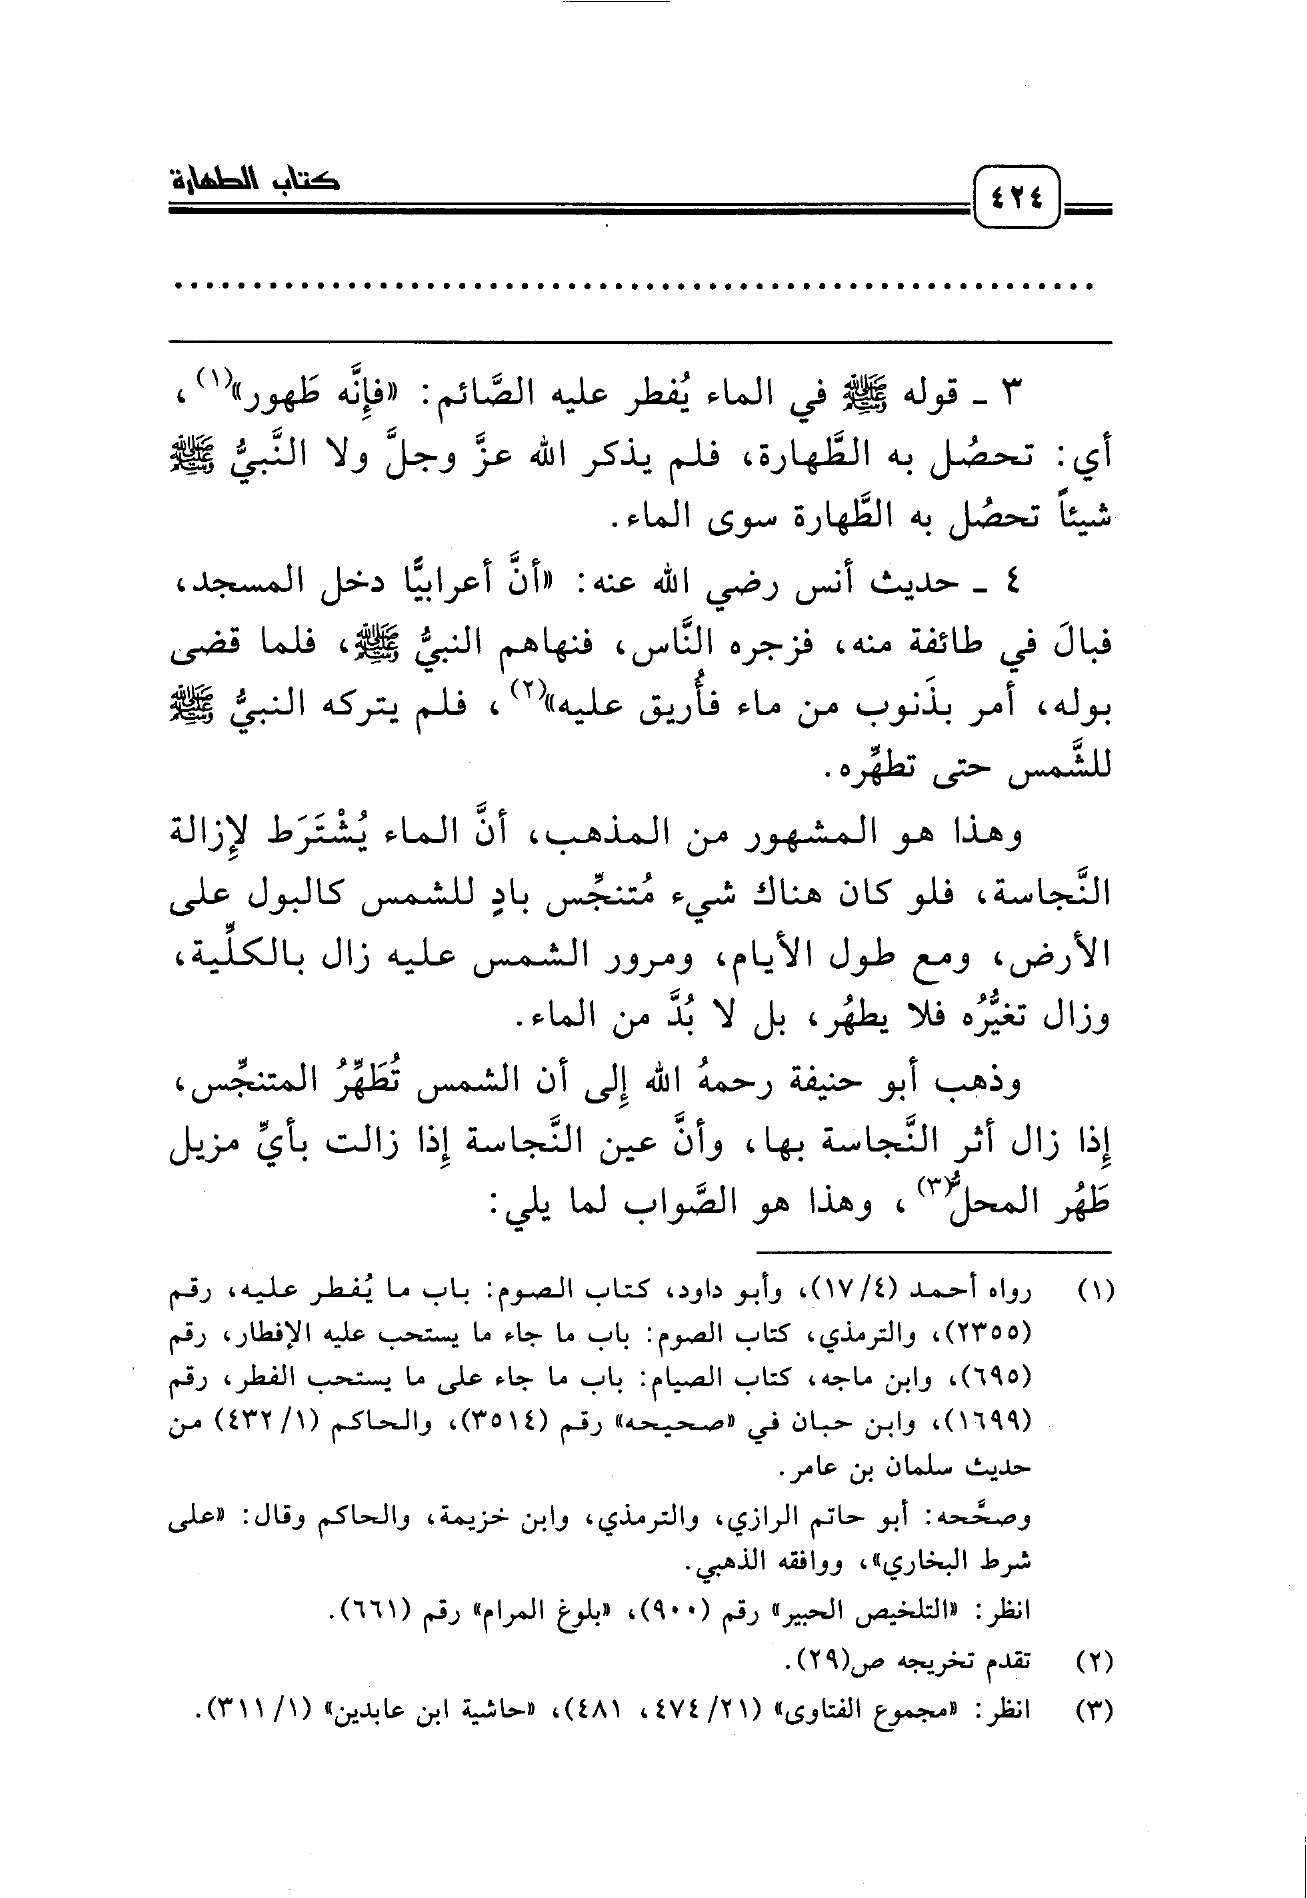 كتاب الطهارة
٤٢٤
٣ ـ قوله ﷺ في الماء يُفطر عليه الصَّائم: «فإِنَّه طَهور»(١)،
أي: تحصُل به الطَّهارة، فلم يذكر الله عزَّ وجلَّ ولا النَّبيُّ ﷺ
شيئاً تحصُل به الطَّهارة سوى الماء.
٤ ـ حديث أنس رضي الله عنه: «أنَّ أعرابيًّا دخل المسجد،
فبالَ في طائفة منه، فزجره النَّاس، فنهاهم النبيُّ ﷺ، فلما قضى
بوله، أمر بذَنوب من ماء فأُريق عليه»(٢)، فلم يتركه النبيُّ ﷺ
للشَّمس حتى تطهِّره.
وهذا هو المشهور من المذهب، أنَّ الماء يُشْتَرَط لإِزالة
النَّجاسة، فلو كان هناك شيء مُتنجِّس بادٍ للشمس كالبول على
الأرض، ومع طول الأيام، ومرور الشمس عليه زال بالكلِّية،
وزال تغيُّرُه فلا يطهُر، بل لا بُدَّ من الماء.
وذهب أبو حنيفة رحمهُ الله إلى أن الشمس تُطَهِّرُ المتنجِّس،
إِذا زال أثر النَّجاسة بها، وأنَّ عين النَّجاسة إِذا زالت بأيِّ مزيل
طَهُر المحلُّ(٣)، وهذا هو الصَّواب لما يلي:
(١) رواه أحمد (٤/١٧)، وأبو داود، كتاب الصوم: باب ما يُفطر عليه، رقم
(٢٣٥٥)، والترمذي، كتاب الصوم: باب ما جاء ما يستحب عليه الإفطار، رقم
(٦٩٥)، وابن ماجه، كتاب الصيام: باب ما جاء على ما يستحب الفطر، رقم
(١٦٩٩)، وابن حبان في «صحيحه» رقم (٣٥١٤)، والحاكم (١/٤٣٢) من
حديث سلمان بن عامر.
وصحَّحه: أبو حاتم الرازي، والترمذي، وابن خزيمة، والحاكم وقال: «على
شرط البخاري»، ووافقه الذهبي.
انظر: «التلخيص الحبير» رقم (٩٠٠)، «بلوغ المرام» رقم (٦٦١).
(٢) تقدم تخريجه ص(٢٩).
(٣) انظر: «مجموع الفتاوى» (٢١/٤٧٤، ٤٨١)، «حاشية ابن عابدين» (١/٣١١).